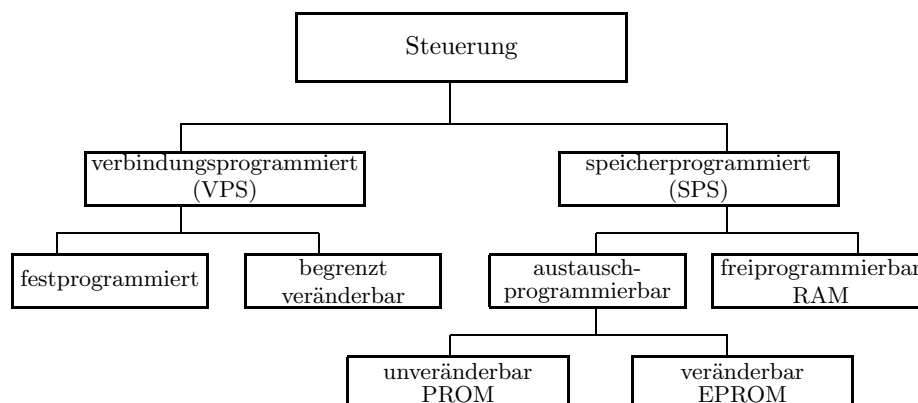 Steuerung
verbindungsprogrammiert
(VPS)
speicherprogrammiert
(SPS)
festprogrammiert
begrenzt
veränderbar
austausch-
programmierbar
freiprogrammierbar
RAM
unveränderbar
PROM
veränderbar
EPROM